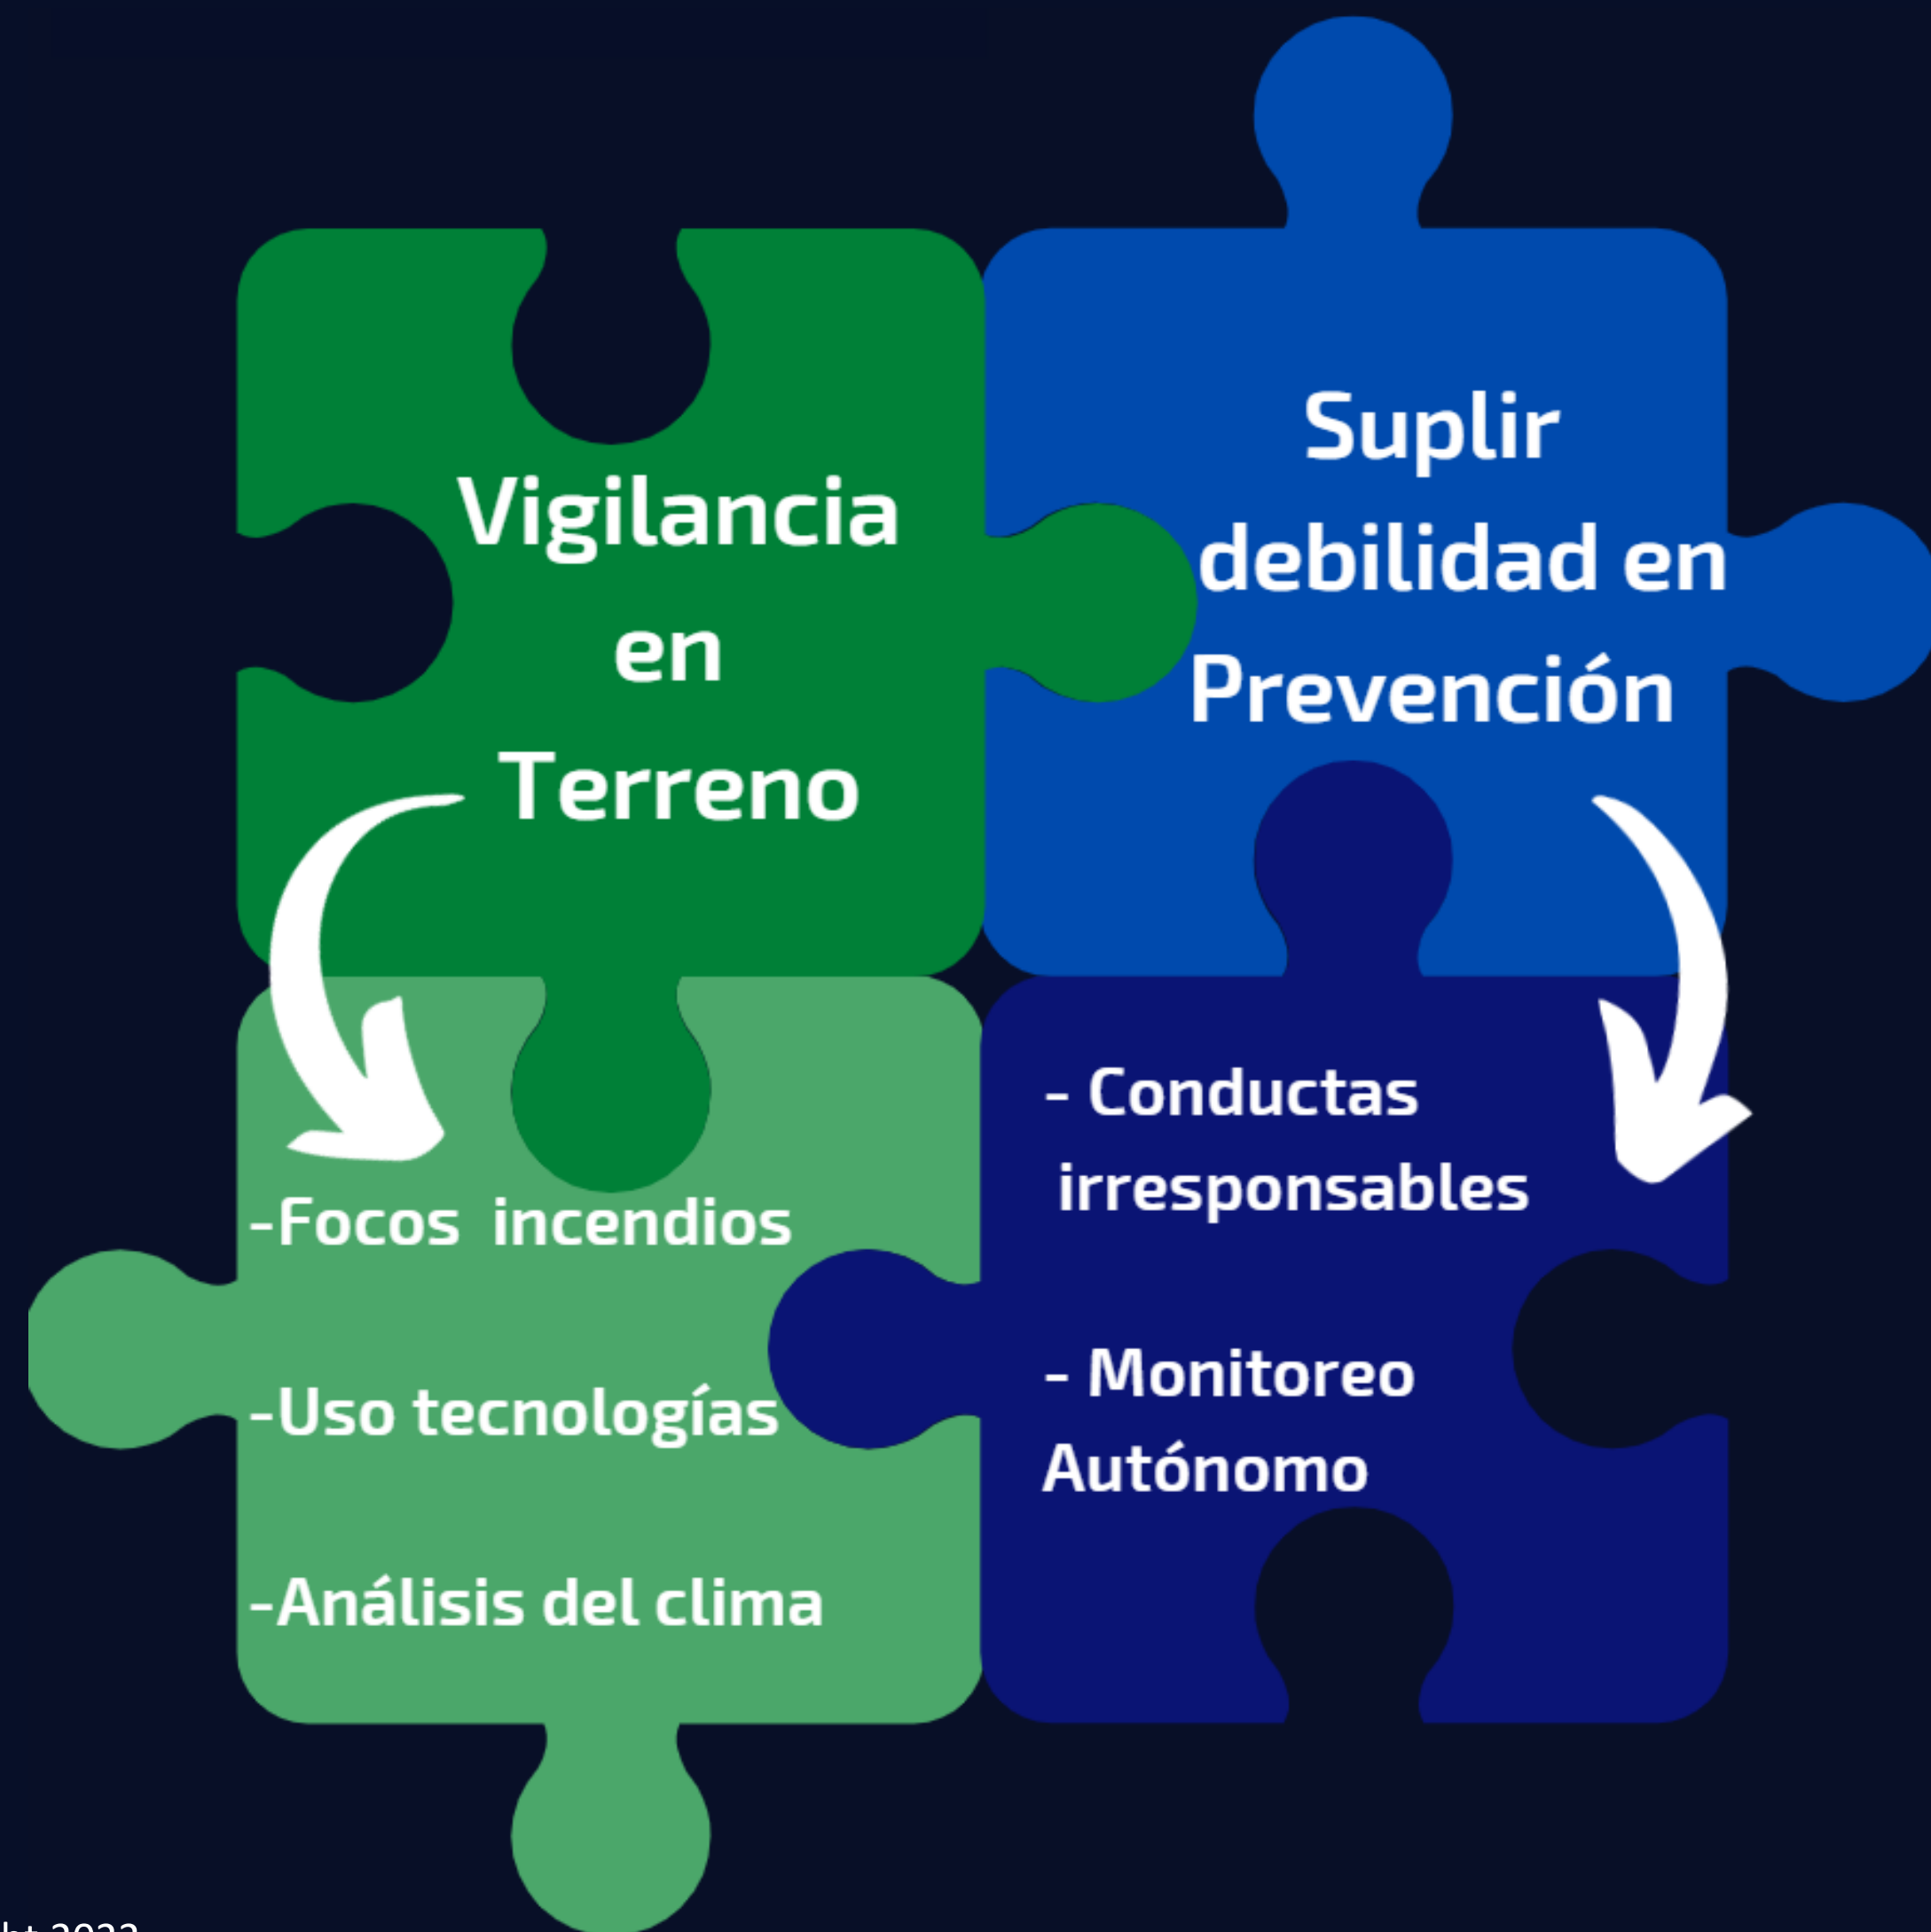 Vigilancia
en
Terreno
Suplir
debilidad en
Prevención
-Focos incendios
-Uso tecnologías
-Análisis del clima
- Conductas
irresponsables
- Monitoreo
Autónomo